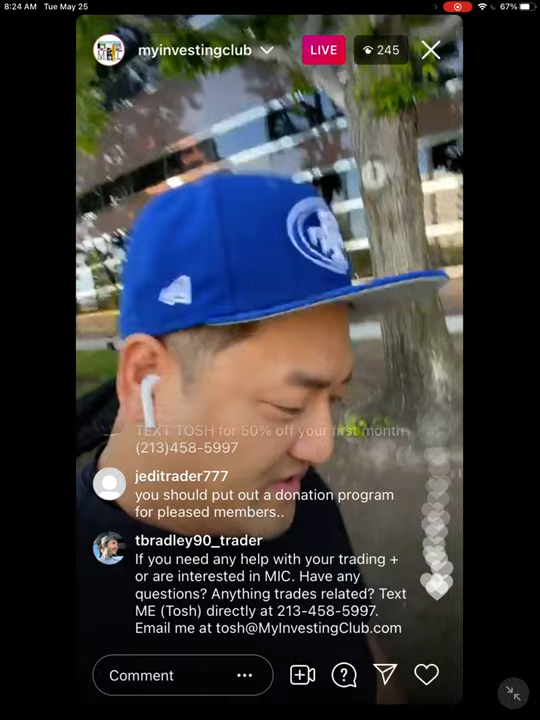 8:24 AM Tue May 25
67%
myinvestingclub
LIVE
245
TEXT TOSH for 50% off your first month
(213)458-5997
jeditrader777
you should put out a donation program
for pleased members..
tbradley90_trader
If you need any help with your trading +
or are interested in MIC. Have any
questions? Anything trades related? Text
ME (Tosh) directly at 213-458-5997.
Email me at tosh@MyInvestingClub.com
Comment